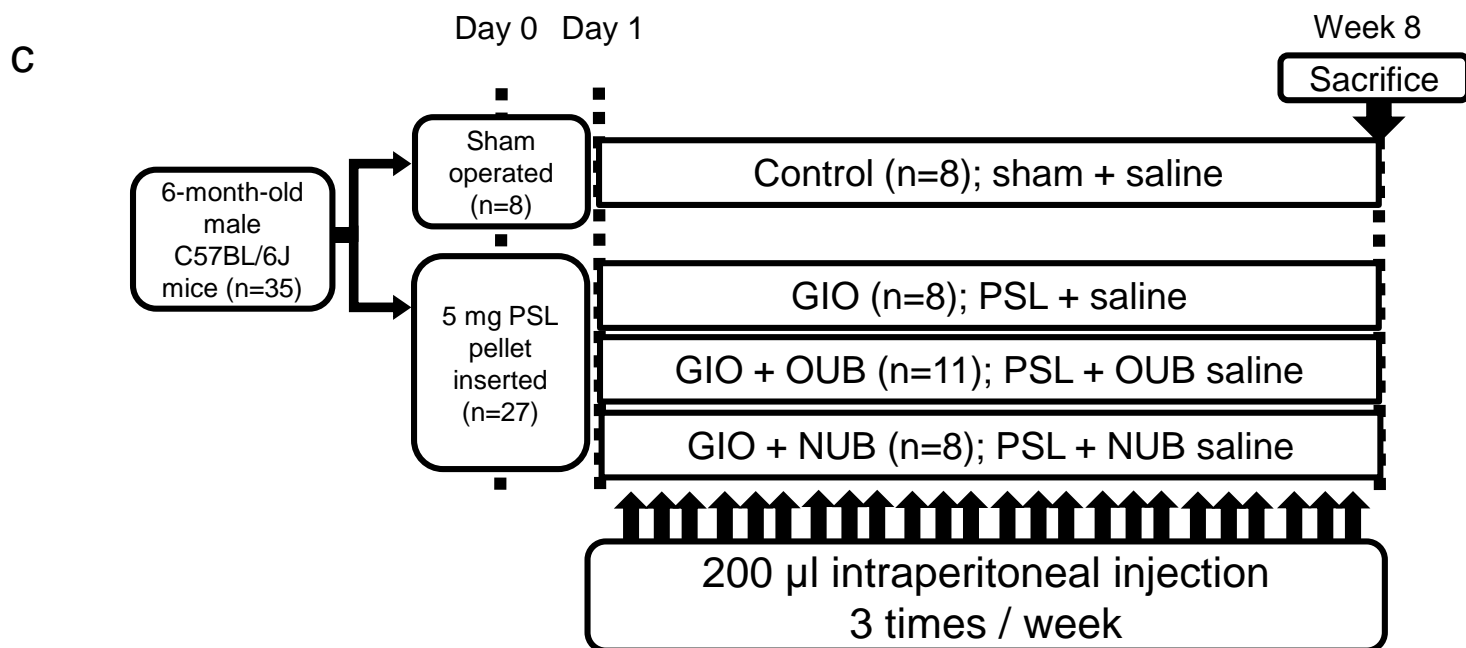 c
Day 0 Day 1
Week 8
Sacrifice
6-month-old
male
C57BL/6J
mice (n=35)
Sham
operated
(n=8)
5 mg PSL
pellet
inserted
(n=27)
Control (n=8); sham + saline
GIO (n=8); PSL + saline
GIO + OUB (n=11); PSL + OUB saline
GIO + NUB (n=8); PSL + NUB saline
200 µl intraperitoneal injection
3 times / week